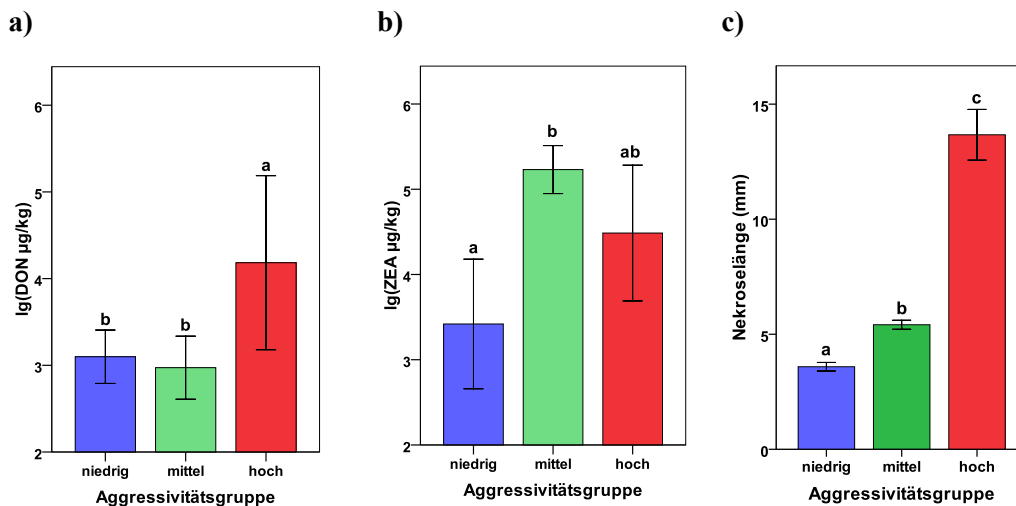 a)
lg(DON µg/kg)
6
5
4
3
2
b
b
a
niedrig mittel hoch
Aggressivitätsgruppe
b)
lg(ZEA µg/kg)
6
5
4
3
2
a
b
ab
niedrig mittel hoch
Aggressivitätsgruppe
c)
Nekroselänge (mm)
15
10
5
0
a
b
c
niedrig mittel hoch
Aggressivitätsgruppe